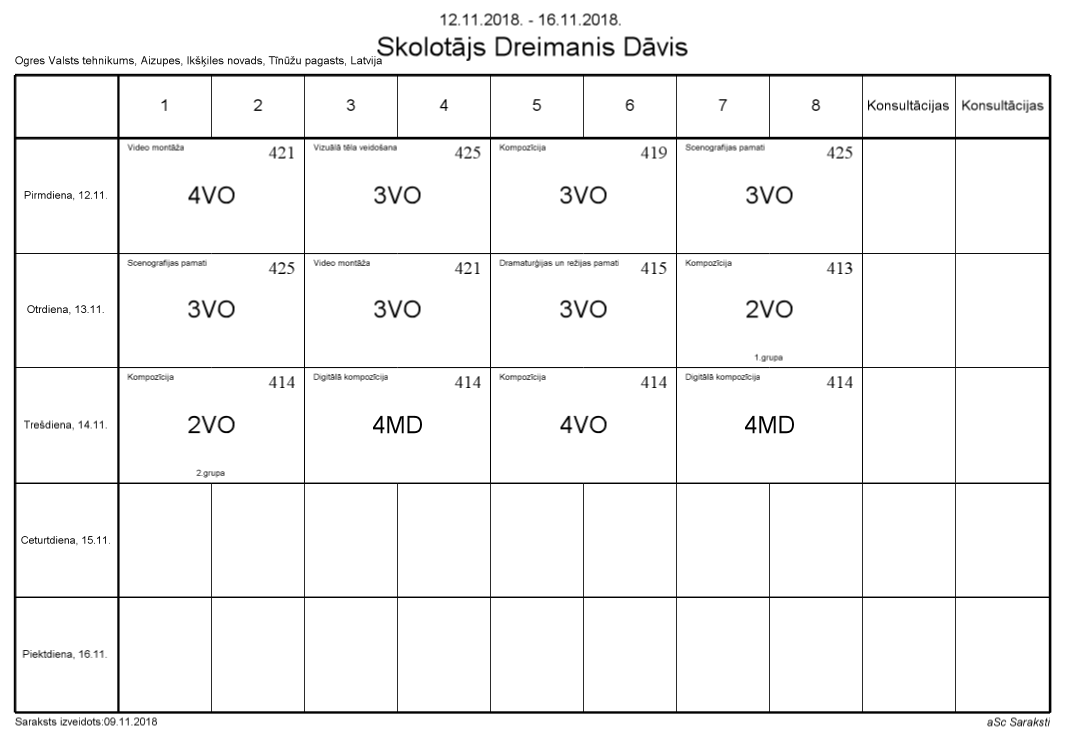 12.11.2018. - 16.11.2018.
Skolotājs Dreimanis Dāvis
Ogres Valsts tehnikums, Aizupes, Ikšķiles novads, Tīnūžu pagasts, Latvija
1 2 3 4 5 6 7 8 Konsultācijas Konsultācijas
Video montāža 421 Vizuālā tēla veidošana 425 Kompozīcija 419 Scenografijas pamati 425
Pirmdiena, 12.11. 4VO 3VO 3VO 3VO
Scenografijas pamati 425 Video montāža 421 Dramaturģijas un režijas pamati 415 Kompozīcija 413
Otrdiena, 13.11. 3VO 3VO 3VO 2VO
1.grupa
Kompozīcija 414 Digitālā kompozīcija 414 Kompozīcija 414 Digitālā kompozīcija 414
Trešdiena, 14.11. 2VO 4MD 4VO 4MD
2.grupa
Ceturtdiena, 15.11.
Piektdiena, 16.11.
Saraksts izveidots:09.11.2018 aSc Saraksti